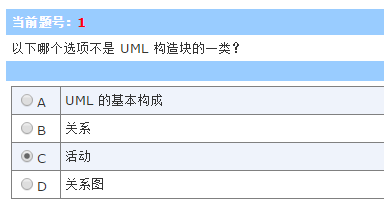 当前题号：1
以下哪个选项不是 UML 构造块的一类？
A UML 的基本构成
B 关系
C 活动
D 关系图